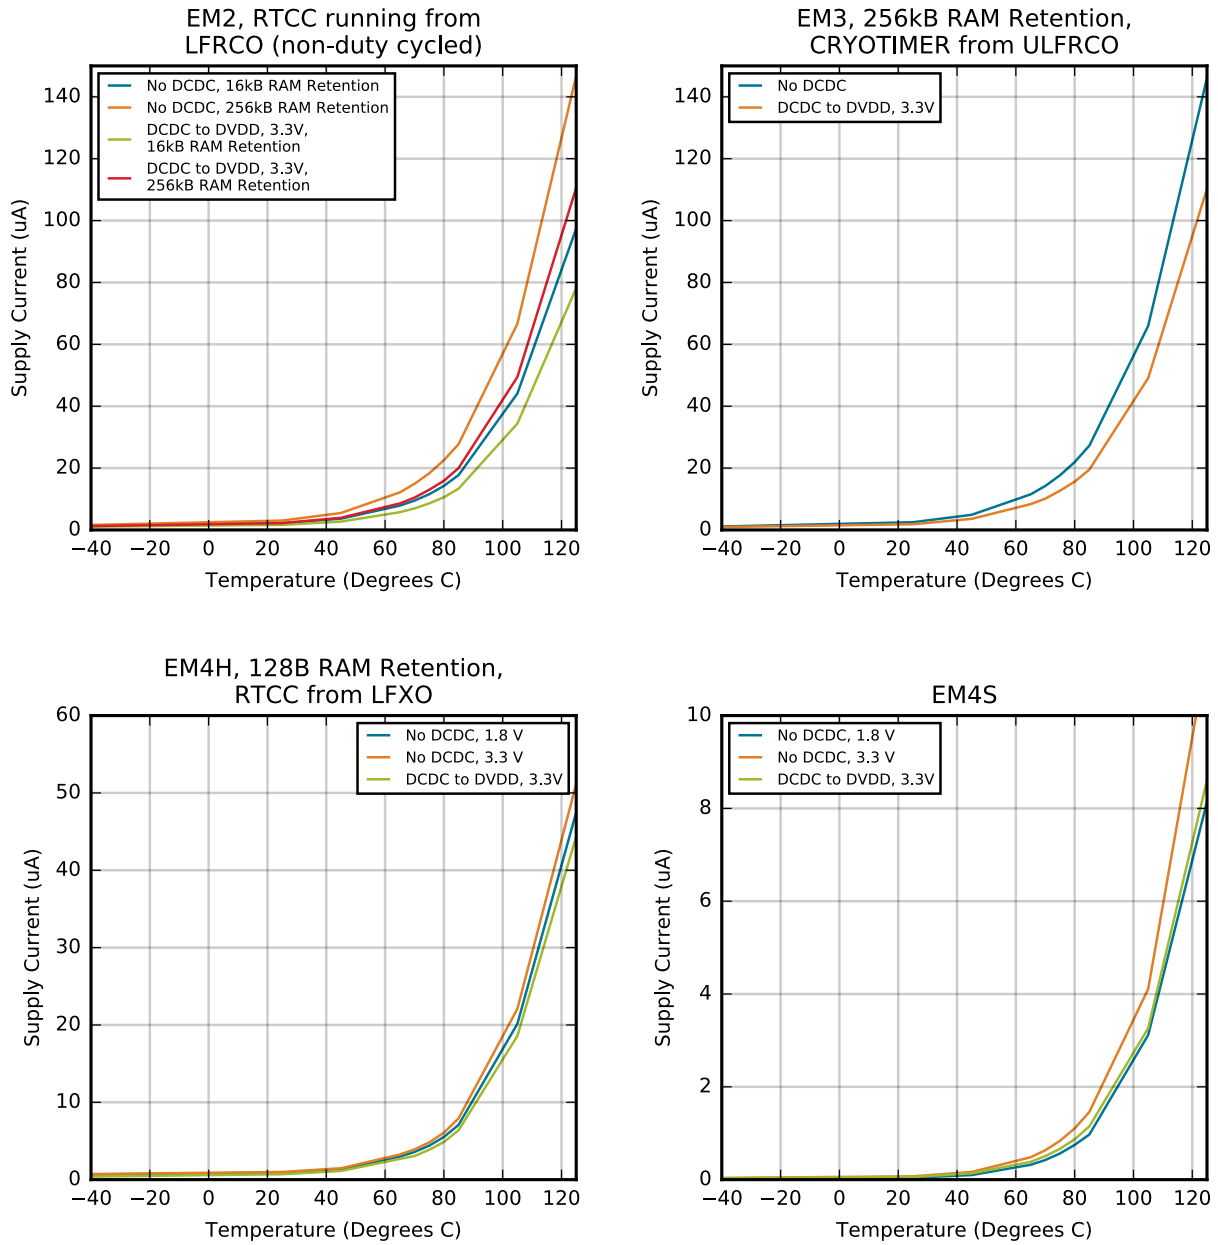 EM2, RTCC running from
LFRCO (non-duty cycled)
No DCDC, 16kB RAM Retention
No DCDC, 256kB RAM Retention
DCDC to DVDD, 3.3V,
16kB RAM Retention
DCDC to DVDD, 3.3V,
256kB RAM Retention
140
120
100
80
60
40
20
0
Supply Current (uA)
−40 −20 0 20 40 60 80 100 120
Temperature (Degrees C)
EM3, 256kB RAM Retention,
CRYOTIMER from ULFRCO
No DCDC
DCDC to DVDD, 3.3V
140
120
100
80
60
40
20
0
Supply Current (uA)
−40 −20 0 20 40 60 80 100 120
Temperature (Degrees C)
EM4H, 128B RAM Retention,
RTCC from LFXO
No DCDC, 1.8 V
No DCDC, 3.3 V
DCDC to DVDD, 3.3V
60
50
40
30
20
10
0
Supply Current (uA)
−40 −20 0 20 40 60 80 100 120
Temperature (Degrees C)
EM4S
No DCDC, 1.8 V
No DCDC, 3.3 V
DCDC to DVDD, 3.3V
10
8
6
4
2
0
Supply Current (uA)
−40 −20 0 20 40 60 80 100 120
Temperature (Degrees C)